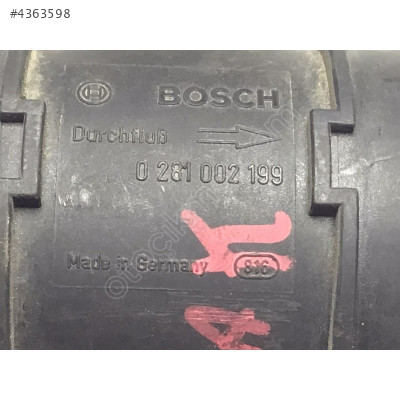 #4363598
BOSCH
Durchfluß
0 281 002 199
Made in Germany 816